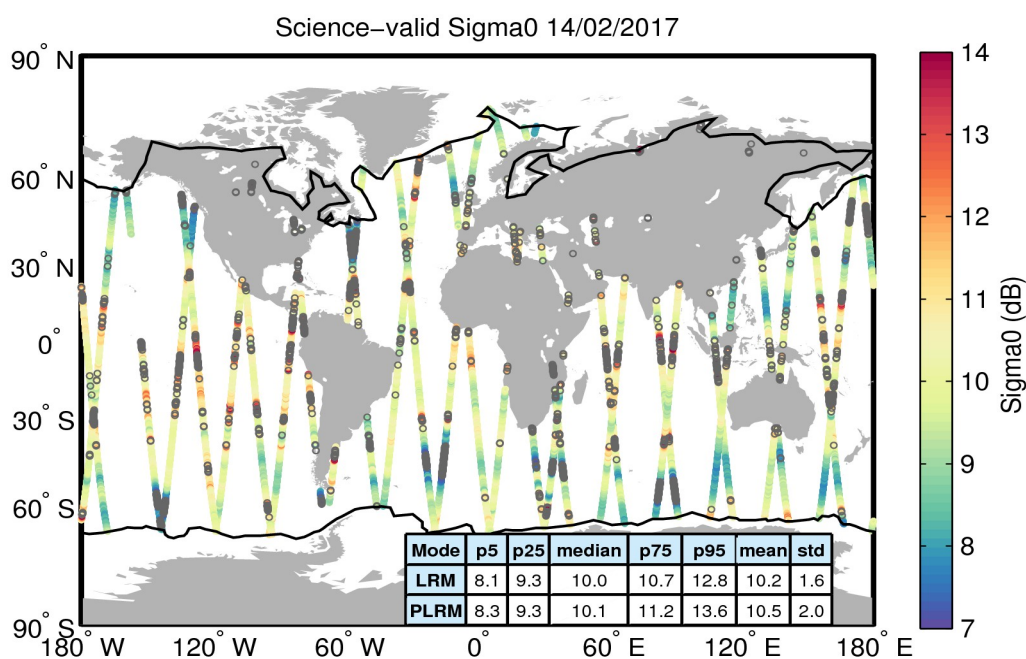 Science−valid Sigma0 14/02/2017
90° N
60° N
30° N
0°
30° S
60° S
90° S
180° W
120° W
60° W
0°
60° E
120° E
180° E
14
13
12
11
10
9
8
7
Sigma0 (dB)
Mode p5 p25 median p75 p95 mean std
LRM 8.1 9.3 10.0 10.7 12.8 10.2 1.6
PLRM 8.3 9.3 10.1 11.2 13.6 10.5 2.0